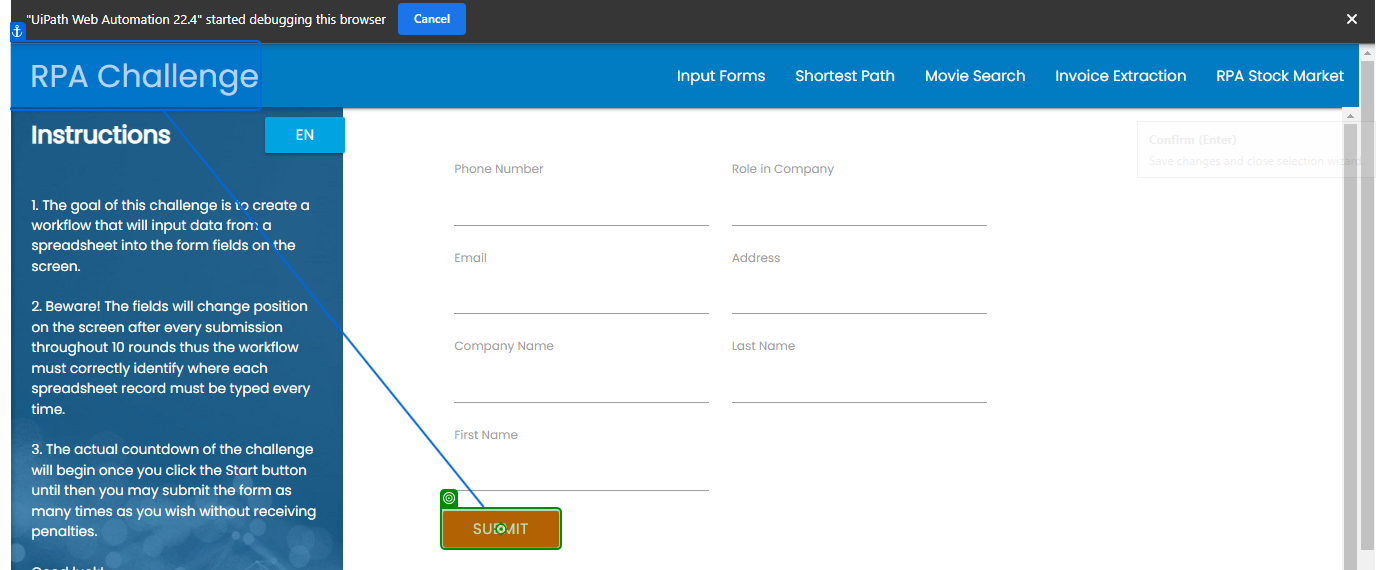 "UiPath Web Automation 22.4" started debugging this browser
Cancel
RPA Challenge
Input Forms
Shortest Path
Movie Search
Invoice Extraction
RPA Stock Market
Instructions
EN
1. The goal of this challenge is to create a
workflow that will input data from a
spreadsheet into the form fields on the
screen.
2. Beware! The fields will change position
on the screen after every submission
throughout 10 rounds thus the workflow
must correctly identify where each
spreadsheet record must be typed every
time.
3. The actual countdown of the challenge
will begin once you click the Start button
until then you may submit the form as
many times as you wish without receiving
penalties.
Good luck!
Confirm (Enter)
Save changes and close selection wizard.
Phone Number
Role in Company
Email
Address
Company Name
Last Name
First Name
SUBMIT